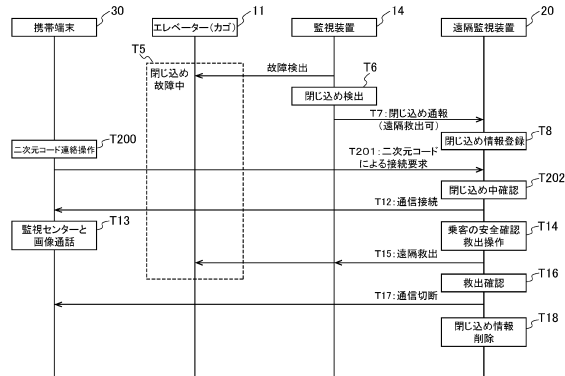 30
11
14
20
携帯端末
エレベーター(カゴ)
監視装置
遠隔監視装置
T5
閉じ込め
故障中
故障検出
T6
閉じ込め検出
T7:閉じ込め通報
(遠隔救出可)
T8
閉じ込め情報登録
T200
二次元コード連絡操作
T201:二次元コード
による接続要求
T202
閉じ込め中確認
T12:通信接続
T13
監視センターと
画像通話
T14
乗客の安全確認
救出操作
T15:遠隔救出
T16
救出確認
T17:通信切断
T18
閉じ込め情報
削除